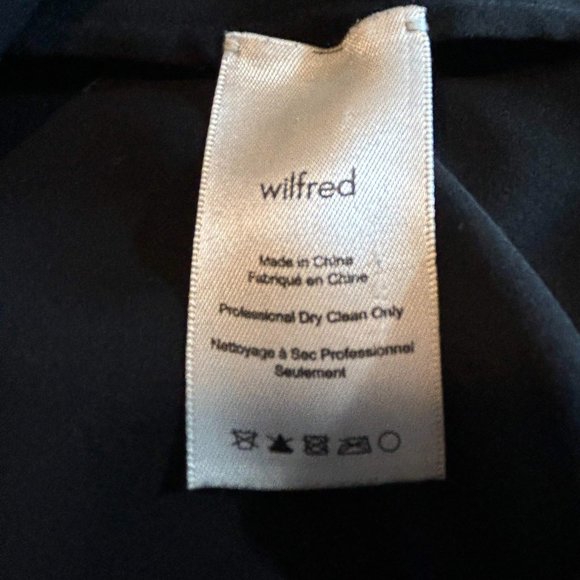 wilfred
Made in China
Fabriqué en Chine
Professional Dry Clean Only
Nettoyage à Sec Professionnel
Seulement